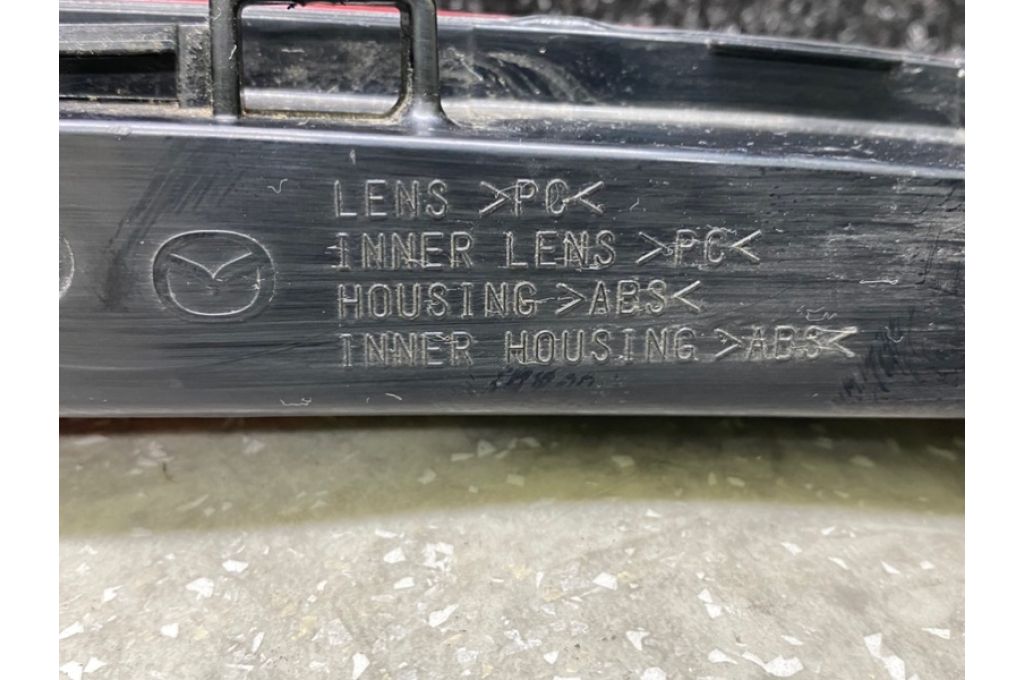 LENS >PC<
INNER LENS >PC<
HOUSING >ABS<
INNER HOUSING >ABS<